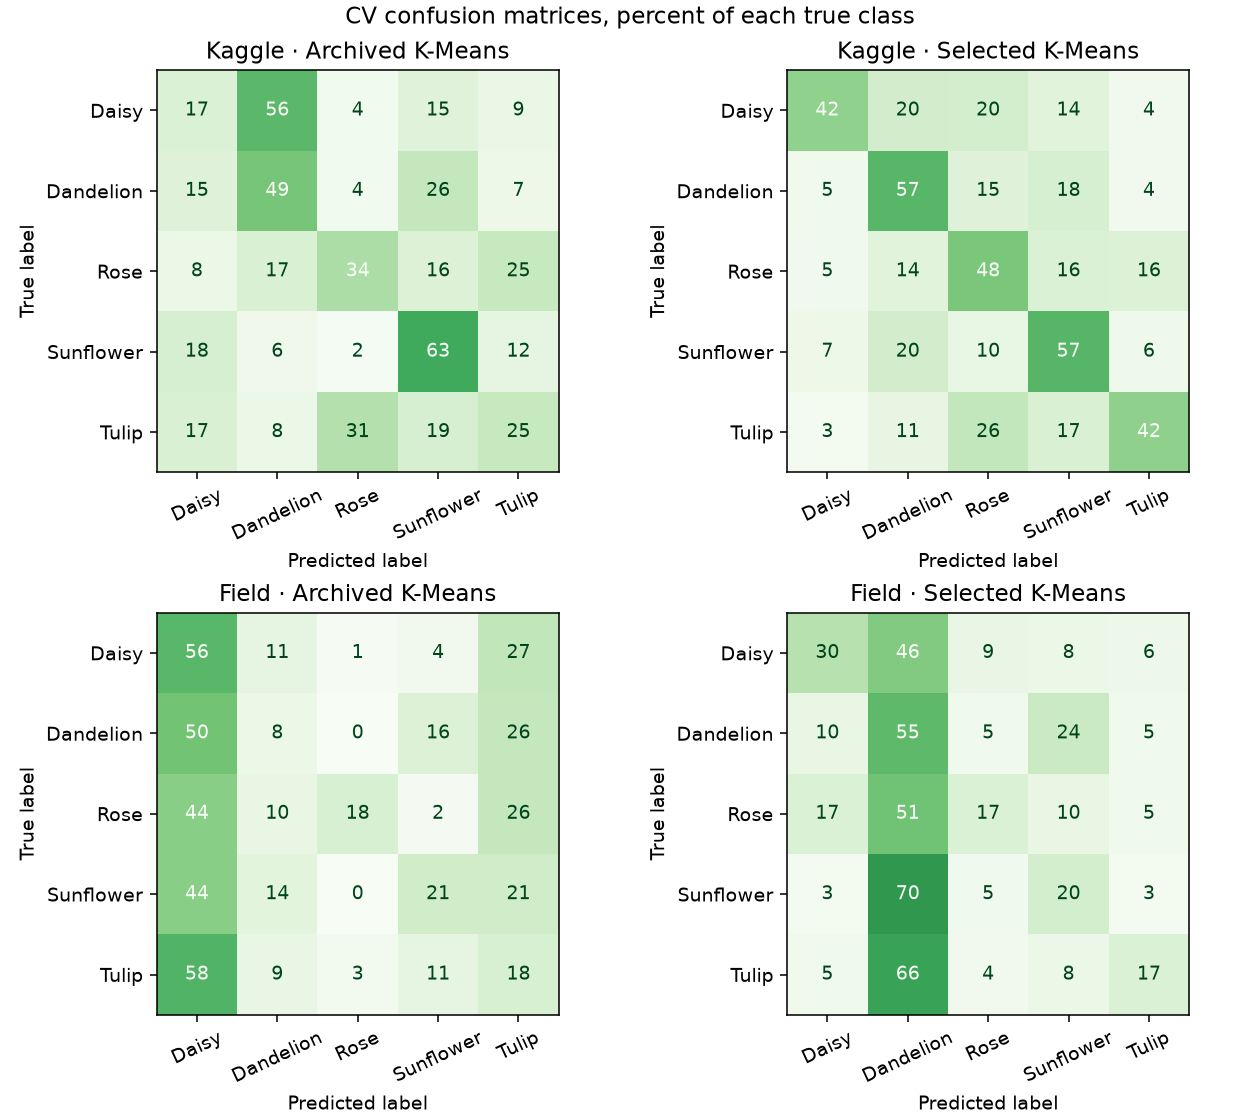 CV confusion matrices, percent of each true class
Kaggle · Archived K-Means
True label
Daisy 17 56 4 15 9
Dandelion 15 49 4 26 7
Rose 8 17 34 16 25
Sunflower 18 6 2 63 12
Tulip 17 8 31 19 25
Daisy Dandelion Rose Sunflower Tulip
Predicted label
Kaggle · Selected K-Means
True label
Daisy 42 20 20 14 4
Dandelion 5 57 15 18 4
Rose 5 14 48 16 16
Sunflower 7 20 10 57 6
Tulip 3 11 26 17 42
Daisy Dandelion Rose Sunflower Tulip
Predicted label
Field · Archived K-Means
True label
Daisy 56 11 1 4 27
Dandelion 50 8 0 16 26
Rose 44 10 18 2 26
Sunflower 44 14 0 21 21
Tulip 58 9 3 11 18
Daisy Dandelion Rose Sunflower Tulip
Predicted label
Field · Selected K-Means
True label
Daisy 30 46 9 8 6
Dandelion 10 55 5 24 5
Rose 17 51 17 10 5
Sunflower 3 70 5 20 3
Tulip 5 66 4 8 17
Daisy Dandelion Rose Sunflower Tulip
Predicted label